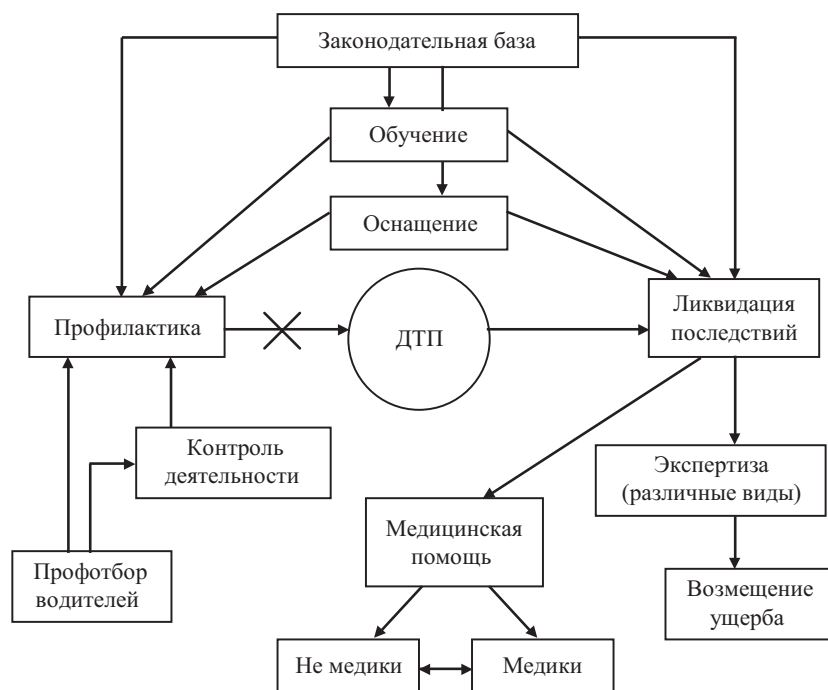 Законодательная база
Обучение
Оснащение
Профилактика
ДТП
Ликвидация
последствий
Контроль
деятельности
Экспертиза
(различные виды)
Медицинская
помощь
Профотбор
водителей
Возмещение
ущерба
Не медики
Медики